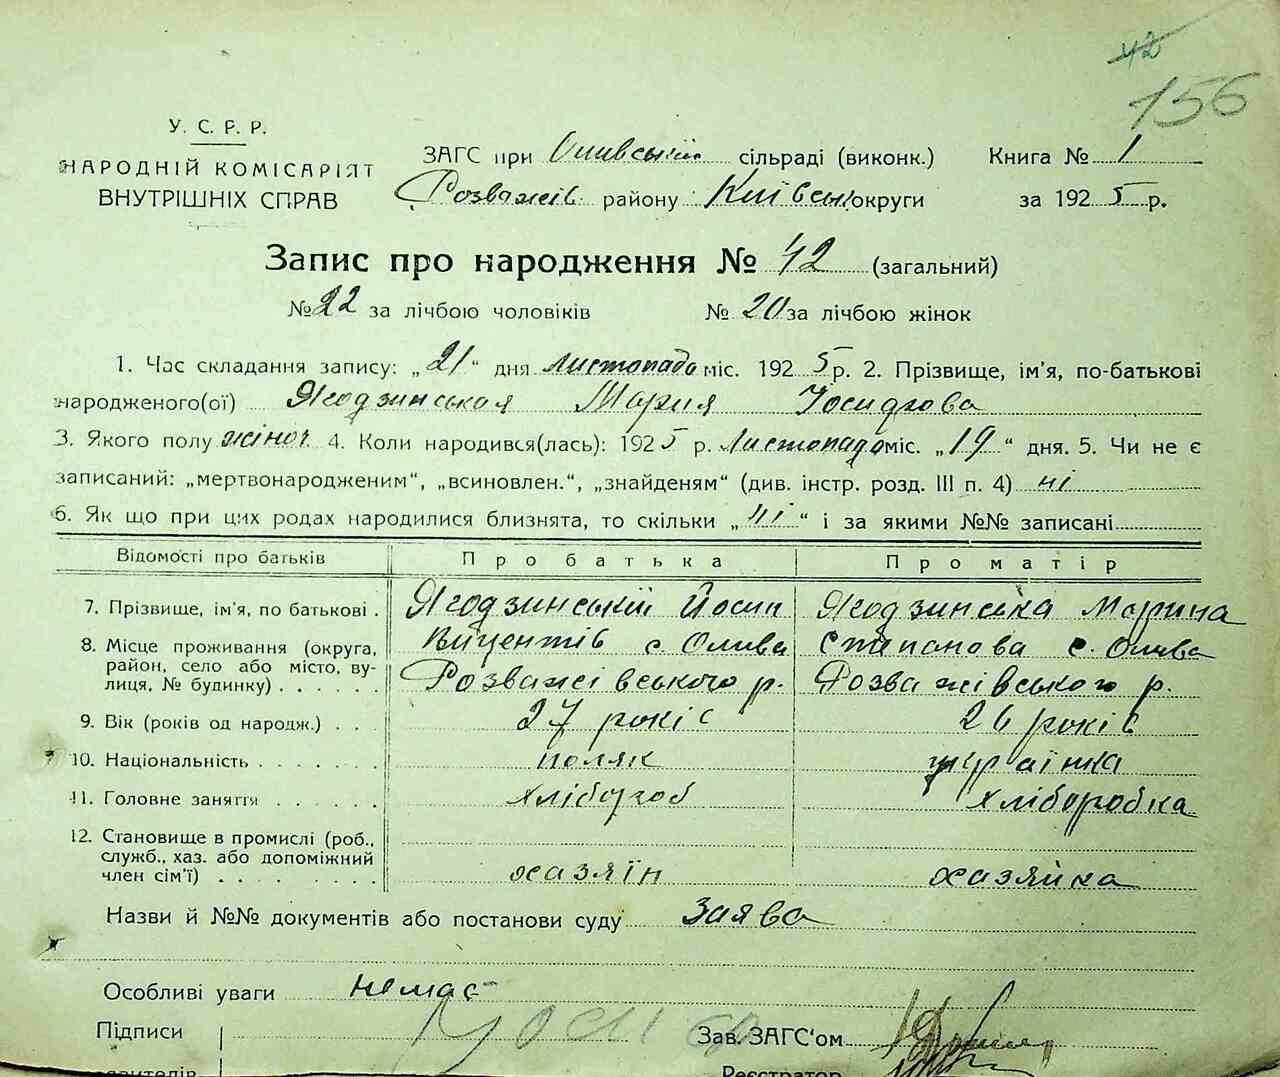 42
156
У. С. Р. Р.
НАРОДНІЙ КОМІСАРІЯТ
ВНУТРІШНІХ СПРАВ
ЗАГС при Оливській сільраді (виконк.) Книга № 1
Розважів. району Київськ округи за 1925 р.
Запис про народження № 42 (загальний)
№ 22 за лічбою чоловіків № 20 за лічбою жінок
1. Час складання запису: „21“ дня Листопада міс. 1925 р. 2. Прізвище, ім'я, по-батькові
народженого(ої) Ягодзинськая Мария Иосифова
3. Якого полу жіноч. 4. Коли народився(лась): 1925 р. Листопада міс. „19“ дня. 5. Чи не є
записаний: „мертвонародженим“, „всиновлен.“, „знайденям“ (див. інстр. розд. III п. 4) ні
6. Як що при цих родах народилися близнята, то скільки „ні“ і за якими №№ записані
Відомості про батьків Про батька Про матір
7. Прізвище, ім'я, по батькові . Ягодзинській Йосип Ягодзинська Марина
8. Місце проживання (округа, Віцентів с. Олива Степанова с. Олива
район, село або місто, ву-
лиця, № будинку) . . . . . . Розважівського р. Розважівського р.
9. Вік (років од народж.) . . . 27 років 26 років
10. Національність . . . . . . . поляк українка
11. Головне заняття . . . . . . хлібороб хліборобка
12. Становище в промислі (роб.,
служб., хаз. або допоміжний
член сім'ї) . . . . . . . . хазяїн хазяйка
Назви й №№ документів або постанови суду Заява
Особливі уваги немає
Підписи Зав. ЗАГС'ом
явителів Реєстратор